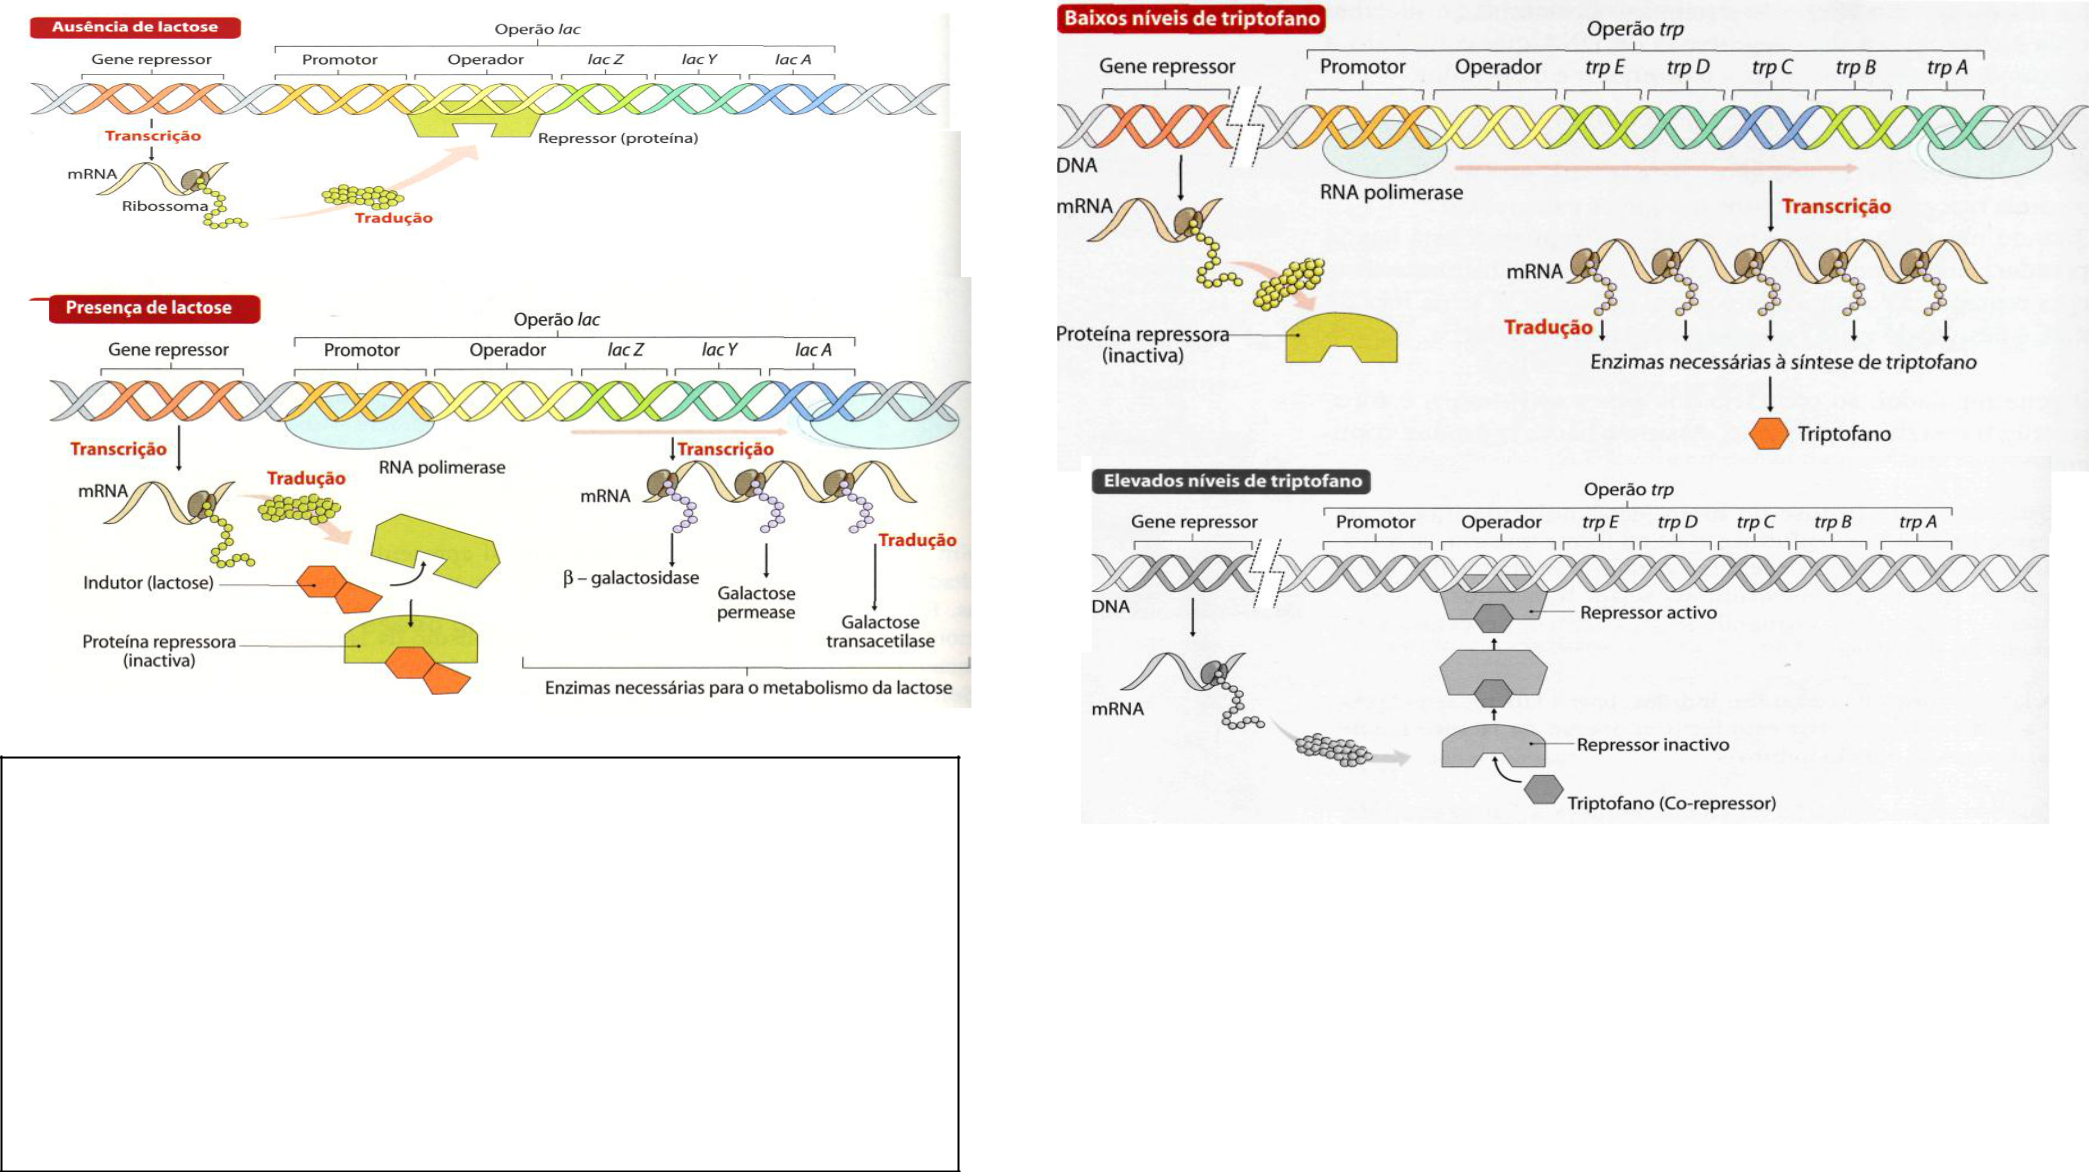 Ausência de lactose
Operão lac
Gene repressor
Promotor
Operador
lac Z
lac Y
lac A
Transcrição
Repressor (proteína)
mRNA
Ribossoma
Tradução
Presença de lactose
Operão lac
Gene repressor
Promotor
Operador
lac Z
lac Y
lac A
Transcrição
RNA polimerase
Transcrição
Tradução
mRNA
mRNA
Tradução
Indutor (lactose)
β – galactosidase
Galactose
permease
Galactose
transacetilase
Proteína repressora
(inactiva)
Enzimas necessárias para o metabolismo da lactose
Baixos níveis de triptofano
Operão trp
Gene repressor
Promotor
Operador
trp E
trp D
trp C
trp B
trp A
DNA
RNA polimerase
mRNA
Transcrição
mRNA
Tradução
Proteína repressora
(inactiva)
Enzimas necessárias à síntese de triptofano
Triptofano
Elevados níveis de triptofano
Operão trp
Gene repressor
Promotor
Operador
trp E
trp D
trp C
trp B
trp A
DNA
Repressor activo
mRNA
Repressor inactivo
Triptofano (Co-repressor)